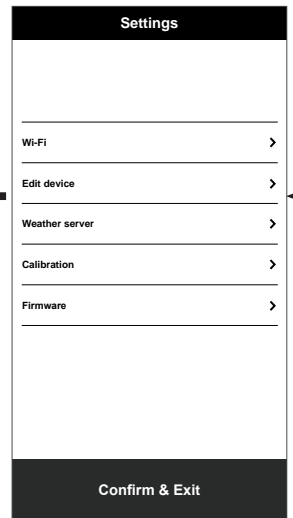 Settings
Wi-Fi
Edit device
Weather server
Calibration
Firmware
Confirm & Exit